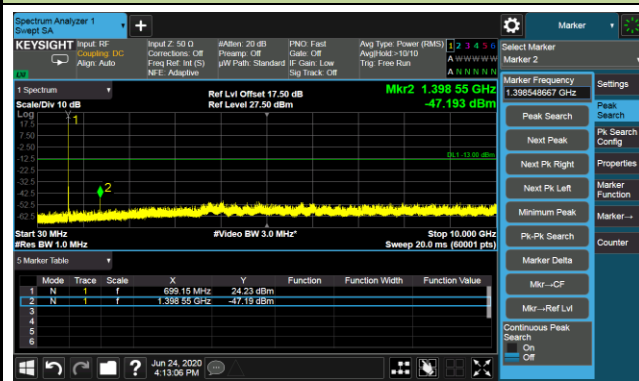 Spectrum Analyzer 1
Swept SA
+
Marker
KEYSIGHT
Input: RF
Coupling: DC
Align: Auto
Input Z: 50 Ω
Corrections: Off
Freq Ref: Int (S)
NFE: Adaptive
#Atten: 20 dB
Preamp: Off
µW Path: Standard
PNO: Fast
Gate: Off
IF Gain: Low
Sig Track: Off
Avg Type: Power (RMS)
Avg|Hold:>10/10
Trig: Free Run
1 2 3 4 5 6
A W W W W W
A N N N N N
LXI
Select Marker
Marker 2
1 Spectrum
Scale/Div 10 dB
Log
Ref Lvl Offset 17.50 dB
Ref Level 27.50 dBm
Mkr2 1.398 55 GHz
-47.193 dBm
17.5
7.50
-2.50
-12.5
-22.5
-32.5
-42.5
-52.5
-62.5
1
2
DL1 -13.00 dBm
Start 30 MHz
#Res BW 1.0 MHz
#Video BW 3.0 MHz*
Stop 10.000 GHz
Sweep 20.0 ms (60001 pts)
5 Marker Table
Mode Trace Scale X Y Function Function Width Function Value
1 N 1 f 699.15 MHz 24.23 dBm
2 N 1 f 1.398 55 GHz -47.19 dBm
3
4
5
6
Marker Frequency
1.398548667 GHz
Peak Search
Next Peak
Next Pk Right
Next Pk Left
Minimum Peak
Pk-Pk Search
Marker Delta
Mkr→CF
Mkr→Ref Lvl
Continuous Peak
Search
On
Off
Settings
Peak
Search
Pk Search
Config
Properties
Marker
Function
Marker→
Counter
?
Jun 24, 2020
4:13:06 PM